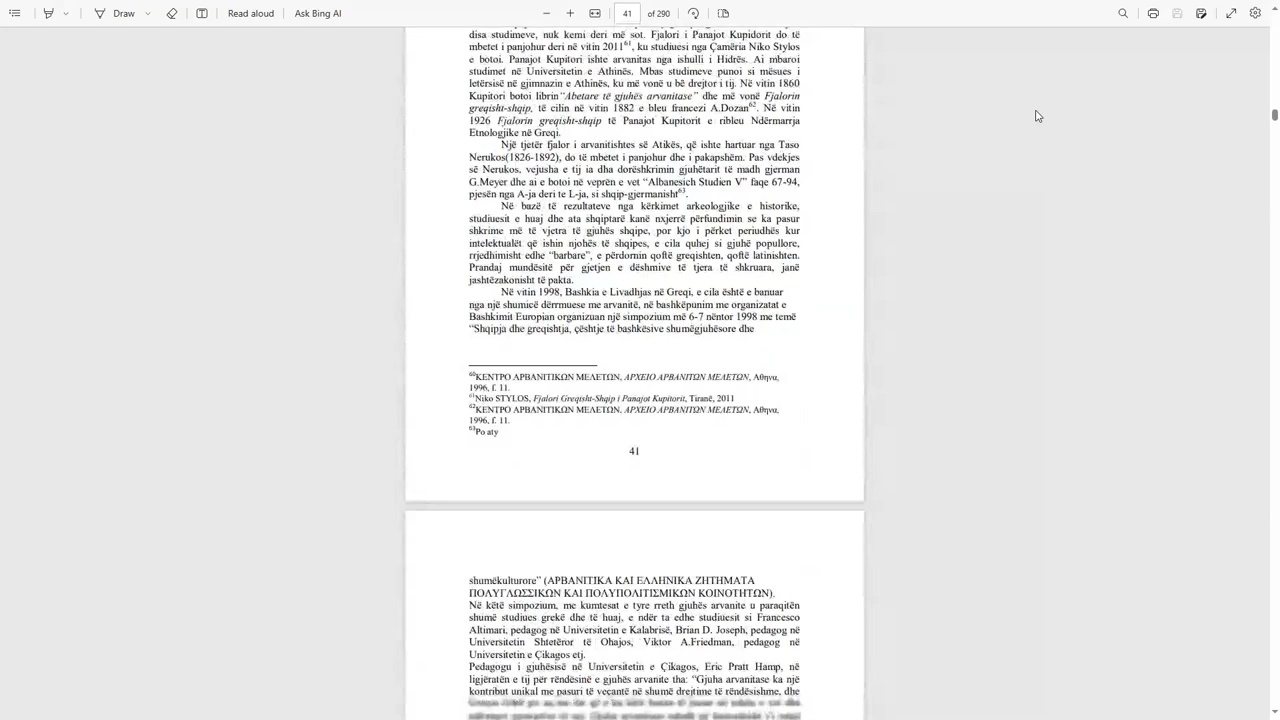 Draw
Read aloud
Ask Bing AI
41
of 290
disa studimeve, nuk kemi deri më sot. Fjalori i Panajot Kupidorit do të
mbetet i panjohur deri në vitin 2011⁶¹, ku studiuesi nga Çamëria Niko Stylos
e botoi. Panajot Kupitori ishte arvanitas nga ishulli i Hidrës. Ai mbaroi
studimet në Universitetin e Athinës. Mbas studimeve punoi si mësues i
letërsisë në gjimnazin e Athinës, ku më vonë u bë drejtor i tij. Në vitin 1860
Kupitori botoi librin“Abetare të gjuhës arvanitase” dhe më vonë Fjalorin
greqisht-shqip, të cilin në vitin 1882 e bleu francezi A.Dozan⁶². Në vitin
1926 Fjalorin greqisht-shqip të Panajot Kupitorit e ribleu Ndërmarrja
Etnologjike në Greqi.
Një tjetër fjalor i arvanitishtes së Atikës, që ishte hartuar nga Taso
Nerukos(1826-1892), do të mbetet i panjohur dhe i pakapshëm. Pas vdekjes
së Nerukos, vejusha e tij ia dha dorëshkrimin gjuhëtarit të madh gjerman
G.Meyer dhe ai e botoi në veprën e vet “Albanesich Studien V” faqe 67-94,
pjesën nga A-ja deri te L-ja, si shqip-gjermanisht⁶³.
Në bazë të rezultateve nga kërkimet arkeologjike e historike,
studiuesit e huaj dhe ata shqiptarë kanë nxjerrë përfundimin se ka pasur
shkrime më të vjetra të gjuhës shqipe, por kjo i përket periudhës kur
intelektualët që ishin njohës të shqipes, e cila quhej si gjuhë popullore,
rrjedhimisht edhe “barbare”, e përdornin qoftë greqishten, qoftë latinishten.
Prandaj mundësitë për gjetjen e dëshmive të tjera të shkruara, janë
jashtëzakonisht të pakta.
Në vitin 1998, Bashkia e Livadhjas në Greqi, e cila është e banuar
nga një shumicë dërrmuese me arvanitë, në bashkëpunim me organizatat e
Bashkimit Europian organizuan një simpozium më 6-7 nëntor 1998 me temë
“Shqipja dhe greqishtja, çështje të bashkësive shumëgjuhësore dhe
⁶⁰ΚΕΝΤΡΟ ΑΡΒΑΝΙΤΙΚΩΝ ΜΕΛΕΤΩΝ, ΑΡΧΕΙΟ ΑΡΒΑΝΙΤΩΝ ΜΕΛΕΤΩΝ, Αθηνα,
1996, f. 11.
⁶¹Niko STYLOS, Fjalori Greqisht-Shqip i Panajot Kupitorit, Tiranë, 2011
⁶²ΚΕΝΤΡΟ ΑΡΒΑΝΙΤΙΚΩΝ ΜΕΛΕΤΩΝ, ΑΡΧΕΙΟ ΑΡΒΑΝΙΤΩΝ ΜΕΛΕΤΩΝ, Αθηνα,
1996, f. 11.
⁶³Po aty
41
shumëkulturore” (ΑΡΒΑΝΙΤΙΚΑ ΚΑΙ ΕΛΛΗΝΙΚΑ ΖΗΤΗΜΑΤΑ
ΠΟΛΥΓΛΩΣΣΙΚΩΝ ΚΑΙ ΠΟΛΥΠΟΛΙΤΙΣΜΙΚΩΝ ΚΟΙΝΟΤΗΤΩΝ).
Në këtë simpozium, me kumtesat e tyre rreth gjuhës arvanite u paraqitën
shumë studiues grekë dhe të huaj, e ndër ta edhe studiuesit si Francesco
Altimari, pedagog në Universitetin e Kalabrisë, Brian D. Joseph, pedagog në
Universitetin Shtetëror të Ohajos, Viktor A.Friedman, pedagog në
Universitetin e Çikagos etj.
Pedagogu i gjuhësisë në Universitetin e Çikagos, Eric Pratt Hamp, në
ligjëratën e tij për rëndësinë e gjuhës arvanite tha: “Gjuha arvanitase ka një
kontribut unikal me pasuri të veçantë në shumë drejtime të rëndësishme, dhe